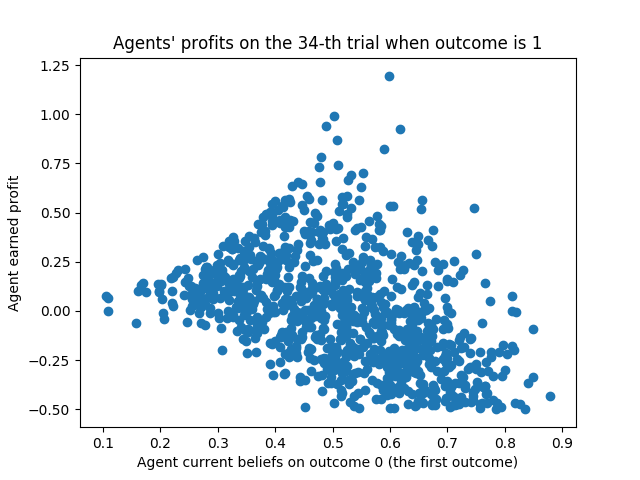 Agents' profits on the 34-th trial when outcome is 1
1.25
1.00
0.75
0.50
0.25
0.00
−0.25
−0.50
Agent earned profit
0.1 0.2 0.3 0.4 0.5 0.6 0.7 0.8 0.9
Agent current beliefs on outcome 0 (the first outcome)